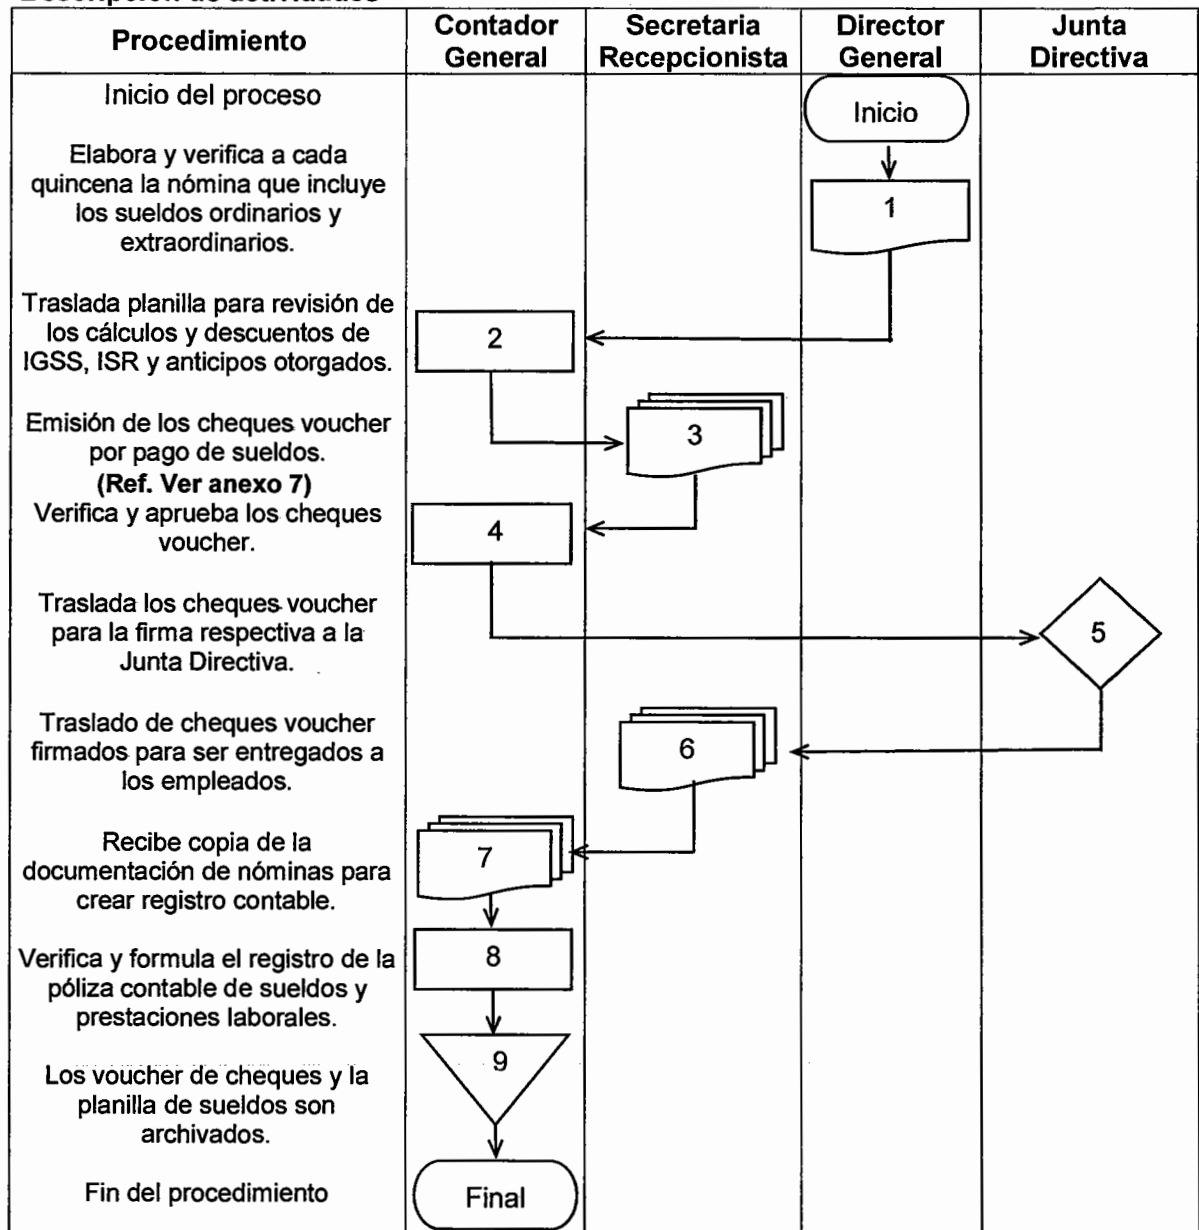 Descripción de actividades
Procedimiento
Contador General
Secretaria Recepcionista
Director General
Junta Directiva
Inicio del proceso
Inicio
Elabora y verifica a cada
quincena la nómina que incluye
los sueldos ordinarios y
extraordinarios.
1
Traslada planilla para revisión de
los cálculos y descuentos de
IGSS, ISR y anticipos otorgados.
2
Emisión de los cheques voucher
por pago de sueldos.
(Ref. Ver anexo 7)
3
Verifica y aprueba los cheques
voucher.
4
Traslada los cheques voucher
para la firma respectiva a la
Junta Directiva.
5
Traslado de cheques voucher
firmados para ser entregados a
los empleados.
6
Recibe copia de la
documentación de nóminas para
crear registro contable.
7
Verifica y formula el registro de la
póliza contable de sueldos y
prestaciones laborales.
8
Los voucher de cheques y la
planilla de sueldos son
archivados.
9
Fin del procedimiento
Final